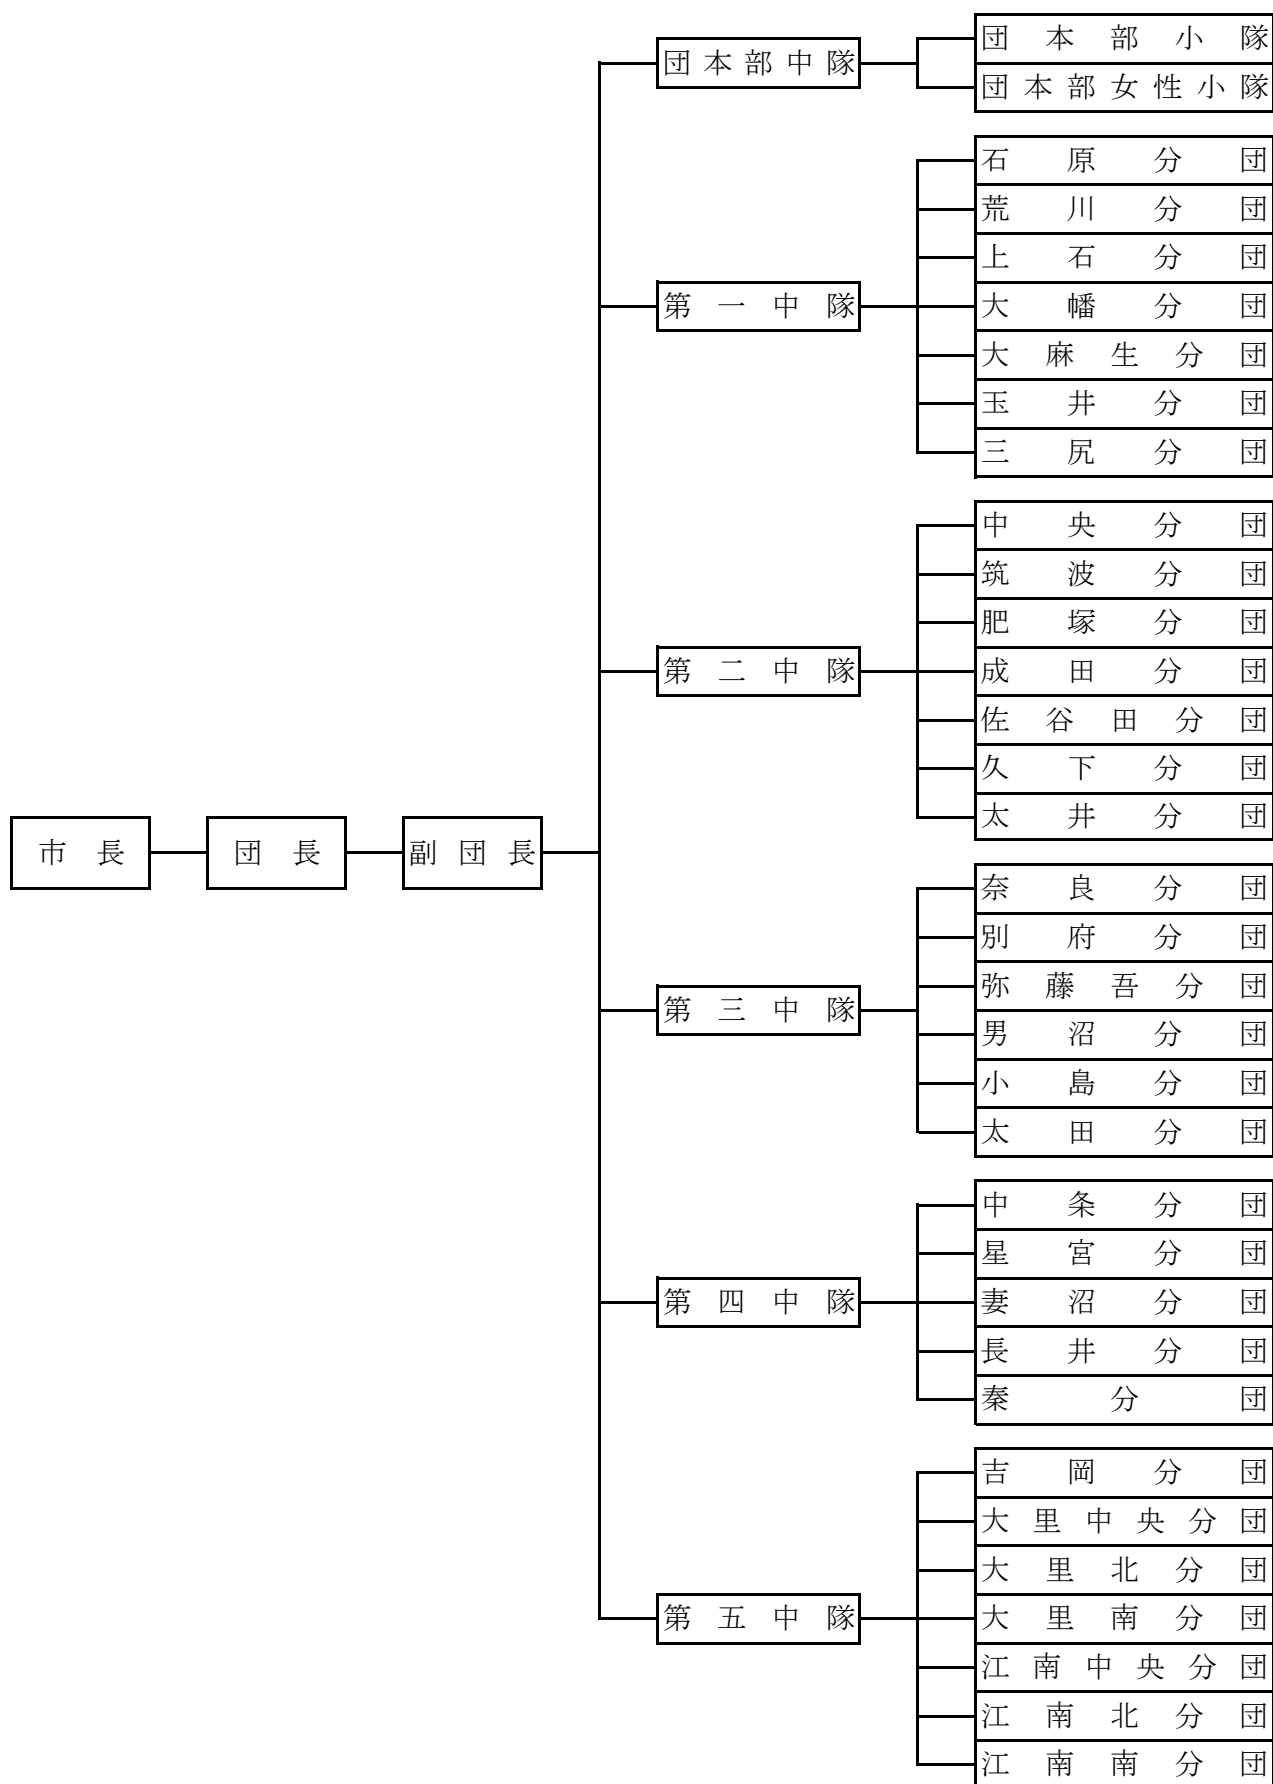 市長
団長
副団長
団本部中隊
団本部小隊
団本部女性小隊
第一中隊
石原分団
荒川分団
上石分団
大幡分団
大麻生分団
玉井分団
三尻分団
第二中隊
中央分団
筑波分団
肥塚分団
成田分団
佐谷田分団
久下分団
太井分団
第三中隊
奈良分団
別府分団
弥藤吾分団
男沼分団
小島分団
太田分団
第四中隊
中条分団
星宮分団
妻沼分団
長井分団
秦分団
第五中隊
吉岡分団
大里中央分団
大里北分団
大里南分団
江南中央分団
江南北分団
江南南分団